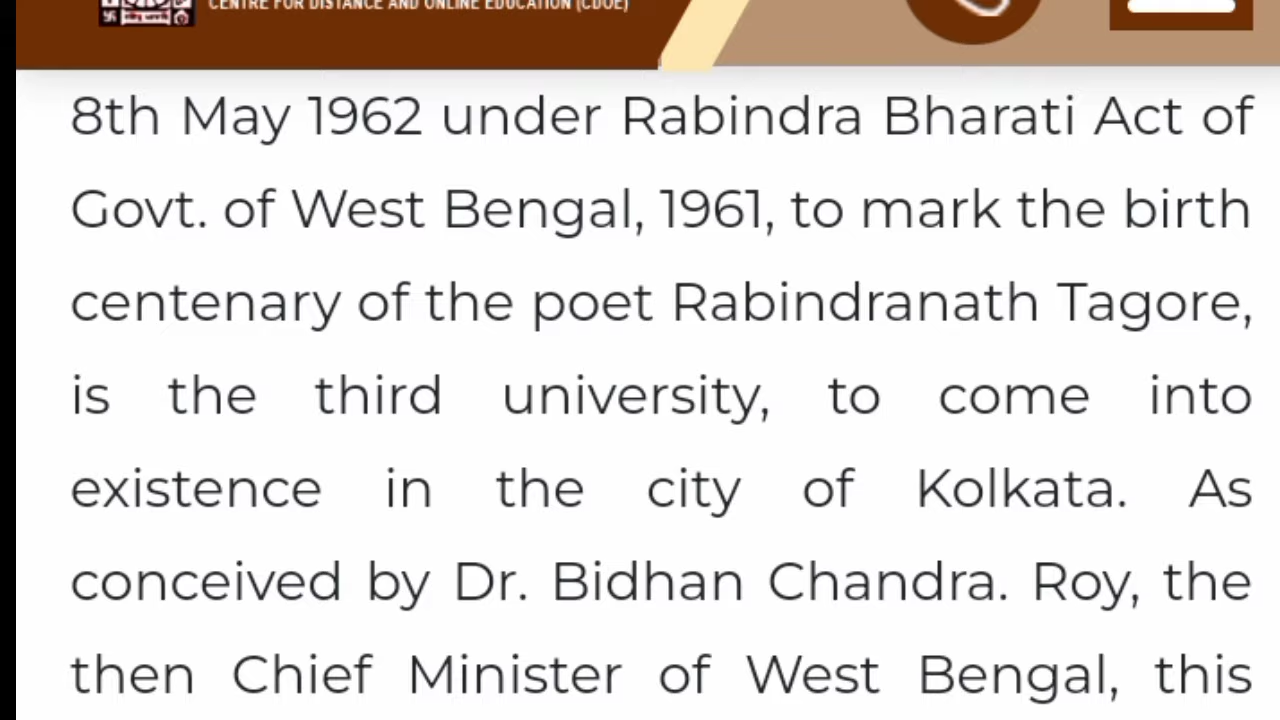 CENTRE FOR DISTANCE AND ONLINE EDUCATION (CDOE)
8th May 1962 under Rabindra Bharati Act of
Govt. of West Bengal, 1961, to mark the birth
centenary of the poet Rabindranath Tagore,
is the third university, to come into
existence in the city of Kolkata. As
conceived by Dr. Bidhan Chandra. Roy, the
then Chief Minister of West Bengal, this